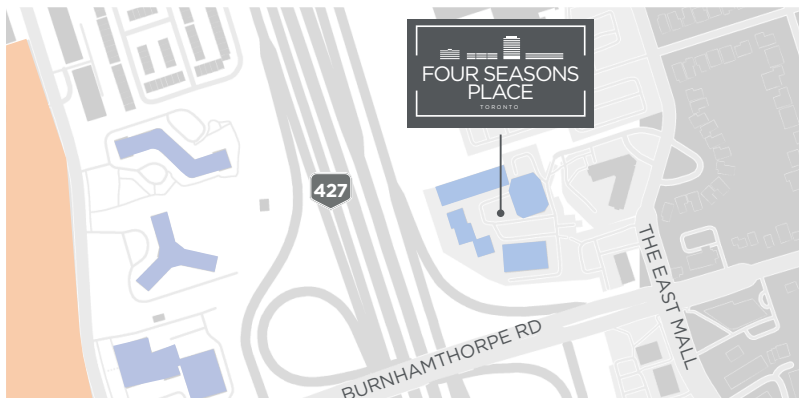 FOUR SEASONS
PLACE
TORONTO
427
THE EAST MALL
BURNHAMTHORPE RD